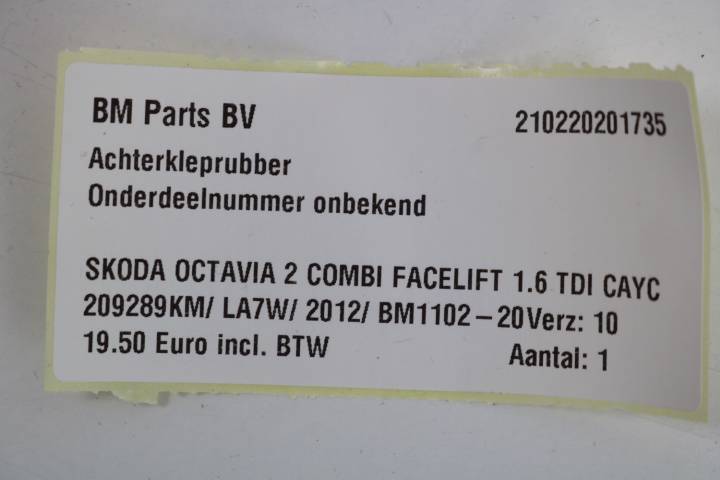 BM Parts BV 210220201735
Achterkleprubber
Onderdeelnummer onbekend
SKODA OCTAVIA 2 COMBI FACELIFT 1.6 TDI CAYC
209289KM/ LA7W/ 2012/ BM1102-20Verz: 10
19.50 Euro incl. BTW Aantal: 1